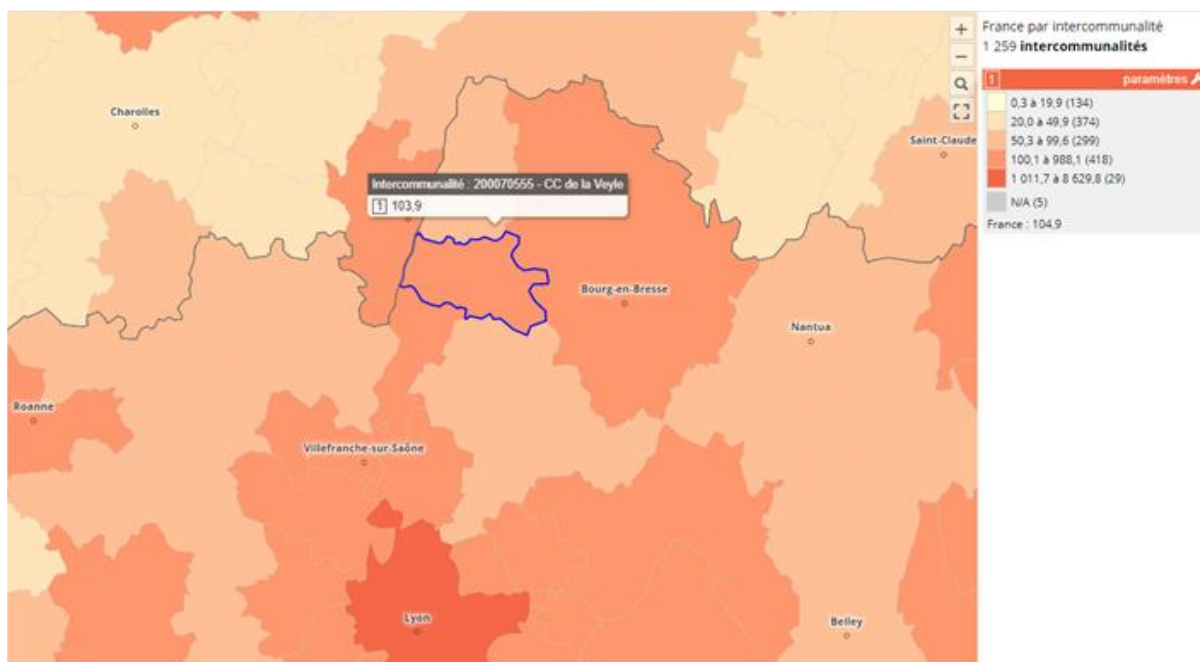 France par intercommunalité
1 259 intercommunalités
1 paramètres
0,3 à 19,9 (134)
20,0 à 49,9 (374)
50,3 à 99,6 (299)
100,1 à 988,1 (418)
1 011,7 à 8 629,8 (29)
N/A (5)
France : 104,9
+
−
Charolles
Saint-Claude
Intercommunalité : 200070555 - CC de la Veyle
1 103,9
Bourg-en-Bresse
Nantua
Roanne
Villefranche-sur-Saône
Lyon
Belley